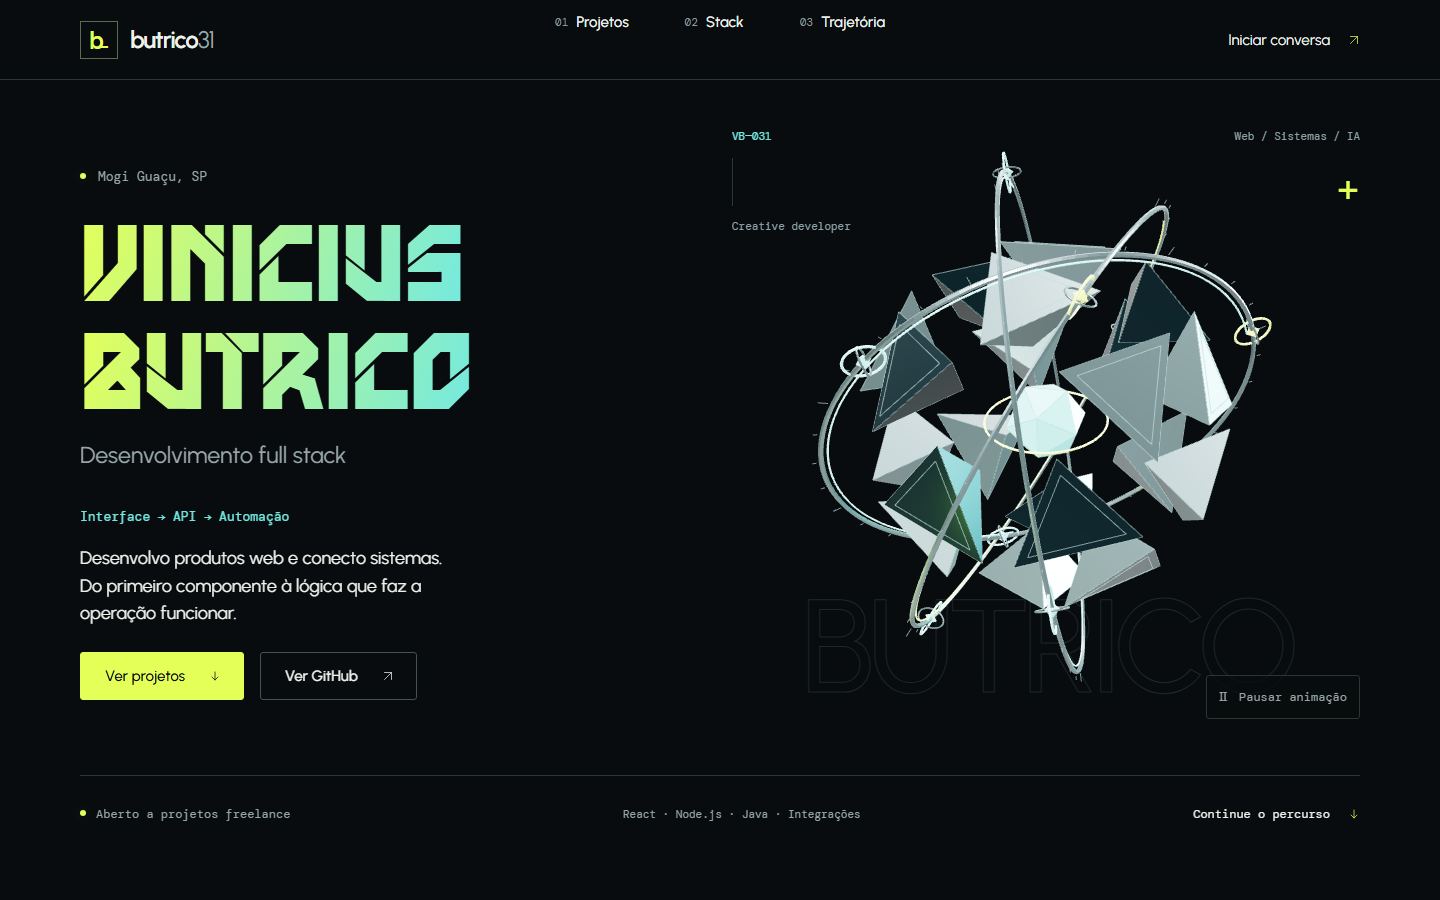 b_ butrico31
01 Projetos 02 Stack 03 Trajetória
Iniciar conversa ↗
VB—031
Web / Sistemas / IA
Creative developer
Mogi Guaçu, SP
VINICIUS
BUTRICO
Desenvolvimento full stack
Interface → API → Automação
Desenvolvo produtos web e conecto sistemas.
Do primeiro componente à lógica que faz a
operação funcionar.
Ver projetos ↓
Ver GitHub ↗
BUTRICO
Pausar animação
Aberto a projetos freelance
React · Node.js · Java · Integrações
Continue o percurso ↓